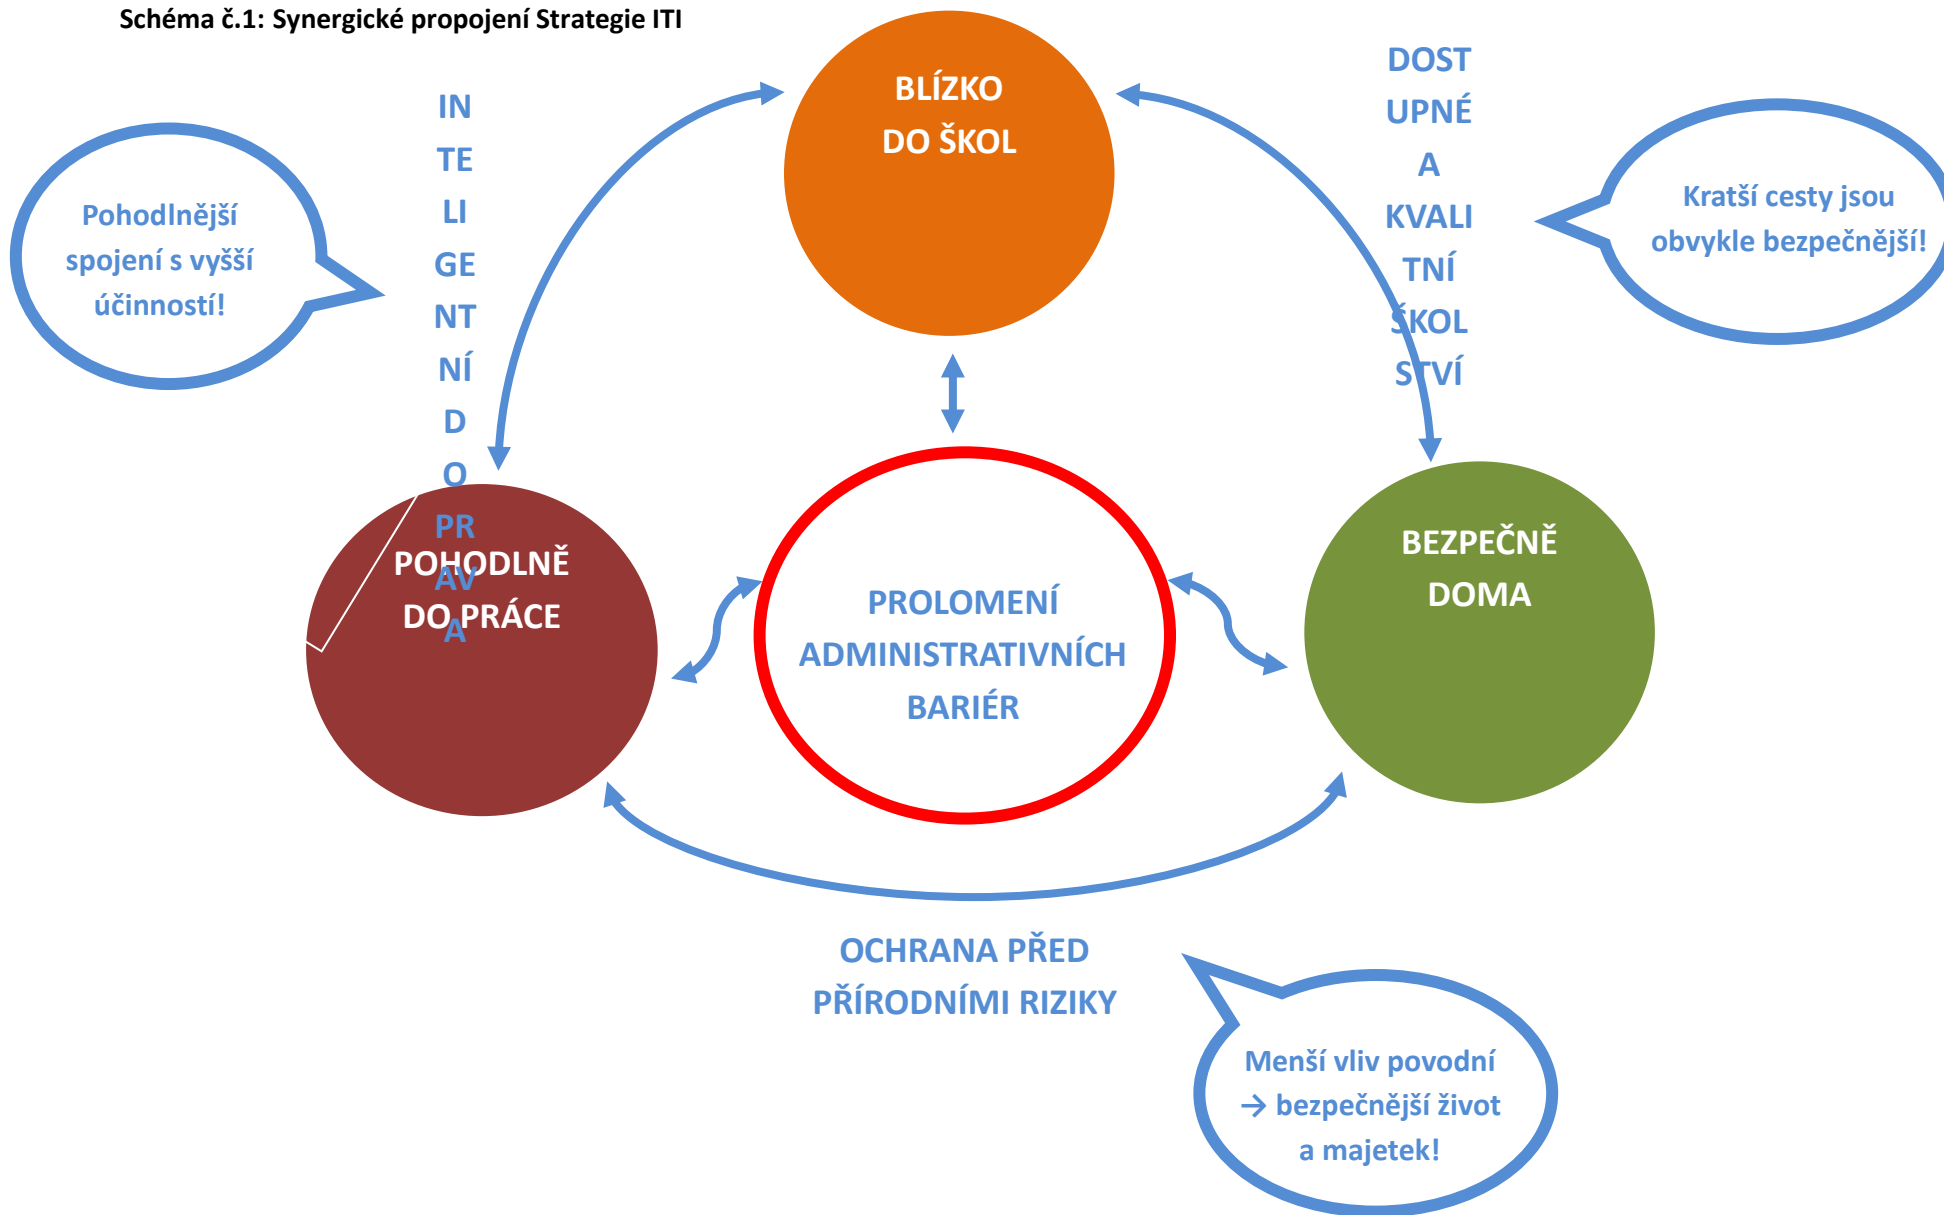 Schéma č.1: Synergické propojení Strategie ITI
BLÍZKO
DO ŠKOL
IN
TE
LI
GE
NT
NÍ
D
O
PR
AV
A
DOST
UPNÉ
A
KVALI
TNÍ
ŠKOL
STVÍ
Pohodlnější
spojení s vyšší
účinností!
Kratší cesty jsou
obvykle bezpečnější!
POHODLNĚ
DO PRÁCE
PROLOMENÍ
ADMINISTRATIVNÍCH
BARIÉR
BEZPEČNĚ
DOMA
OCHRANA PŘED
PŘÍRODNÍMI RIZIKY
Menší vliv povodní
→ bezpečnější život
a majetek!